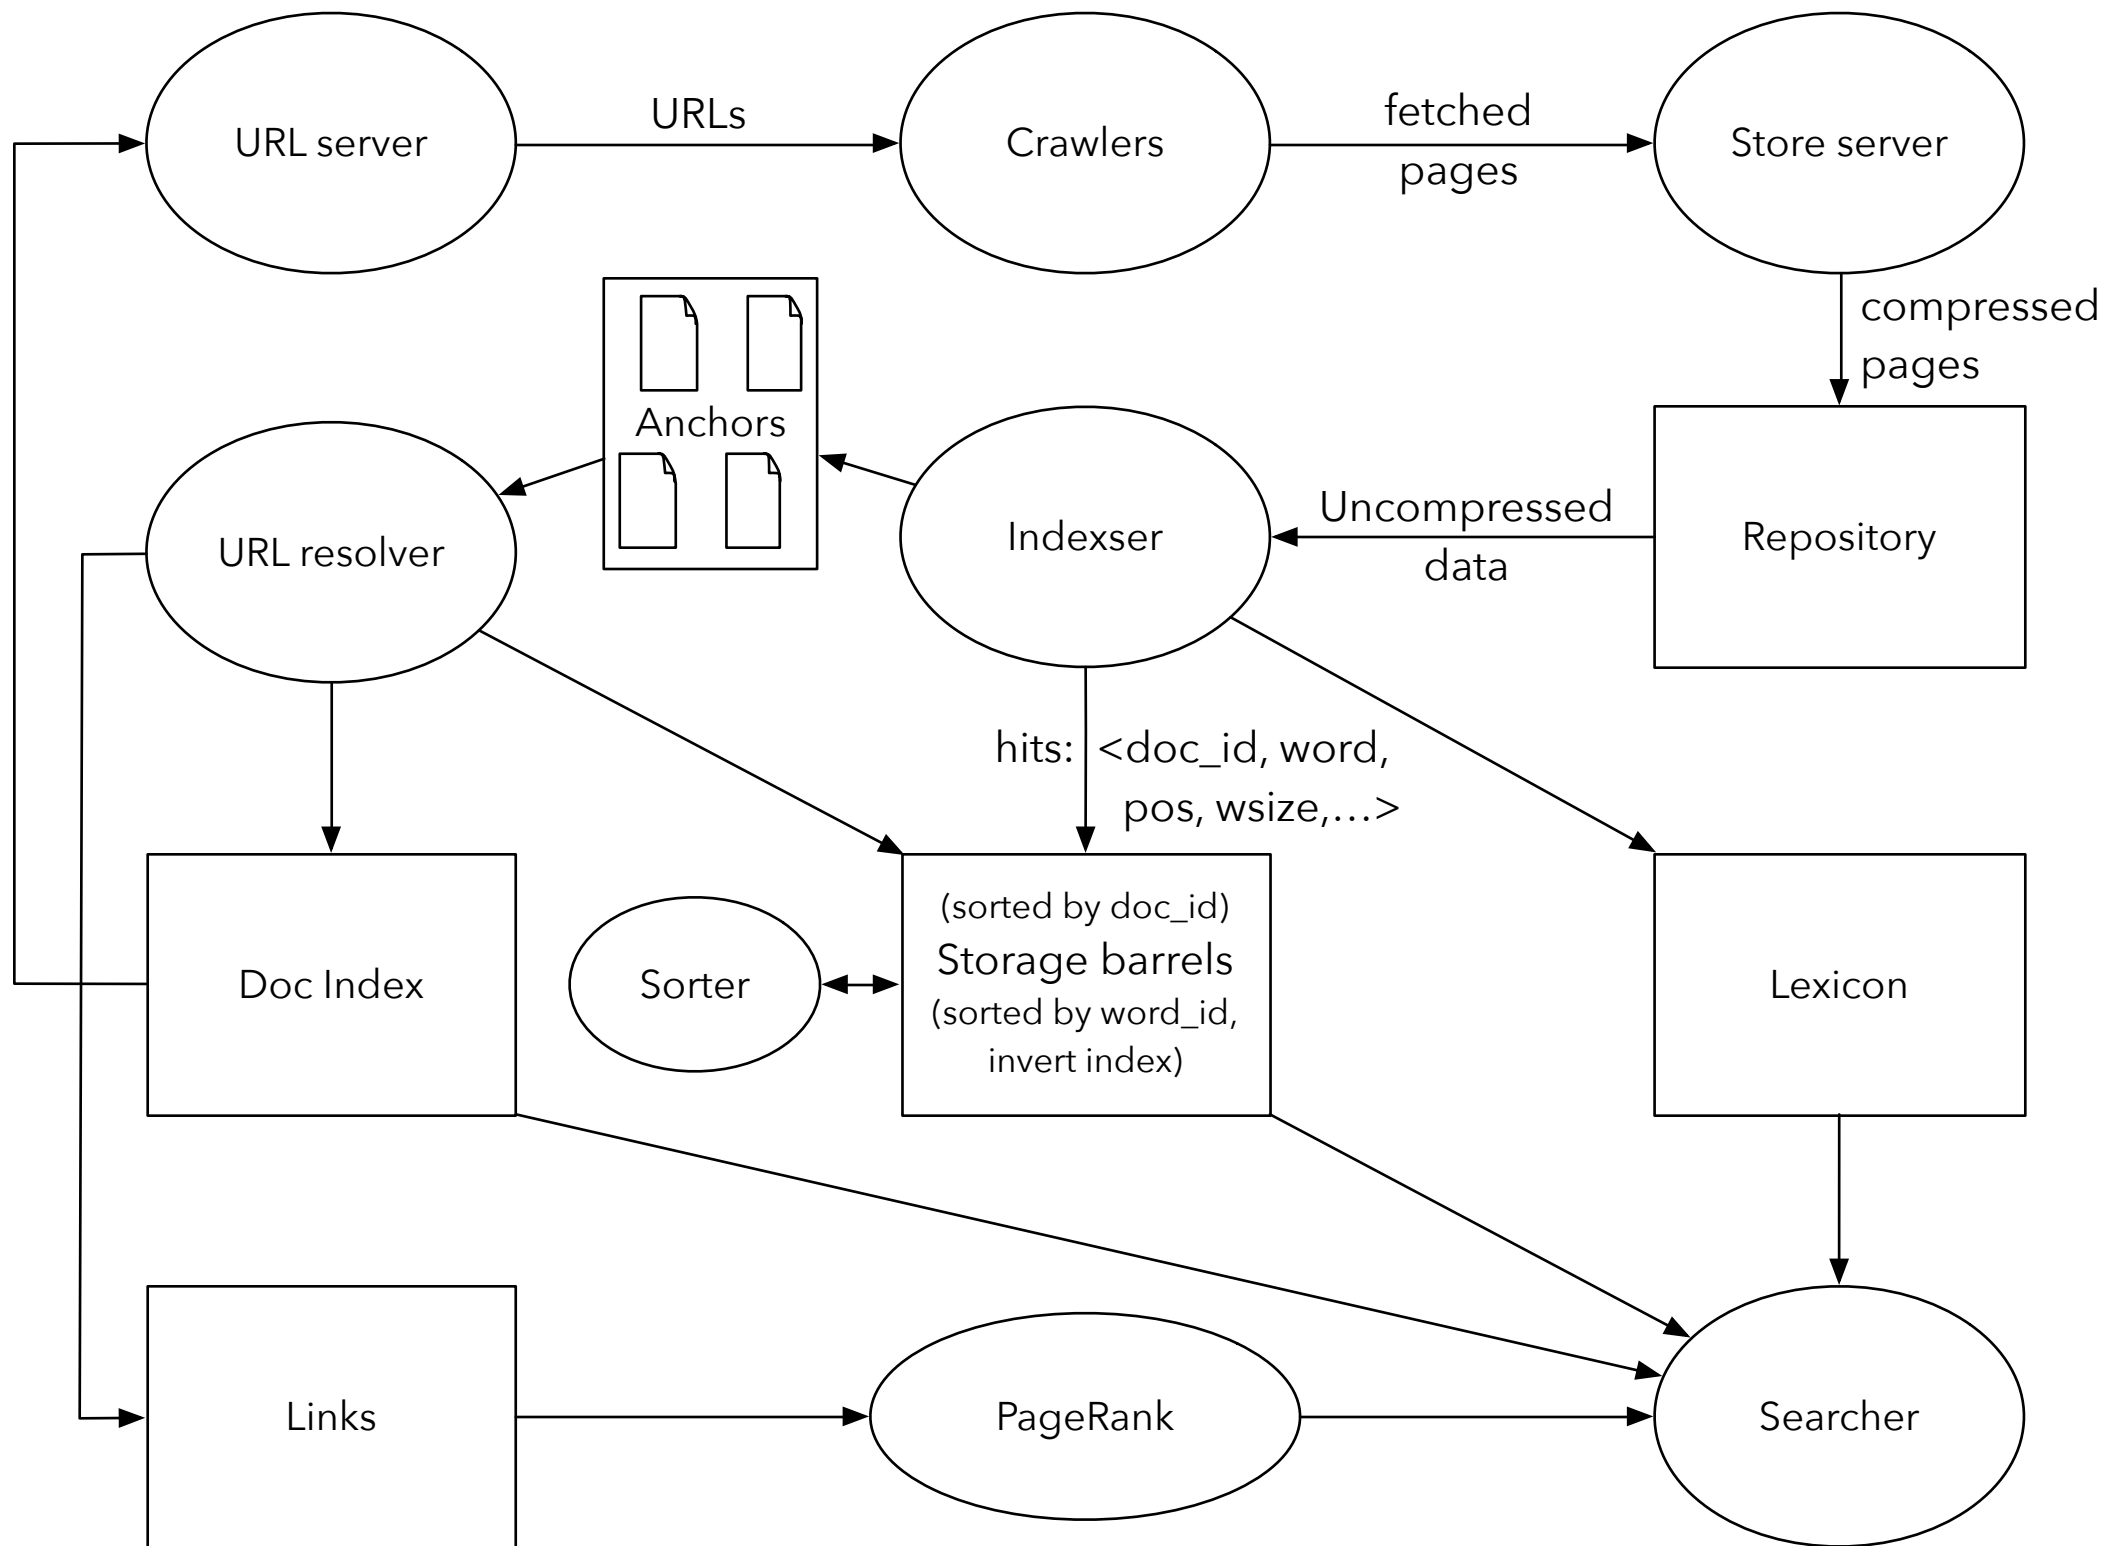 URL server
URLs
Crawlers
fetched
pages
Store server
compressed
pages
Anchors
URL resolver
Indexser
Uncompressed
data
Repository
hits: <doc_id, word,
pos, wsize,...>
Doc Index
Sorter
(sorted by doc_id)
Storage barrels
(sorted by word_id,
invert index)
Lexicon
Links
PageRank
Searcher